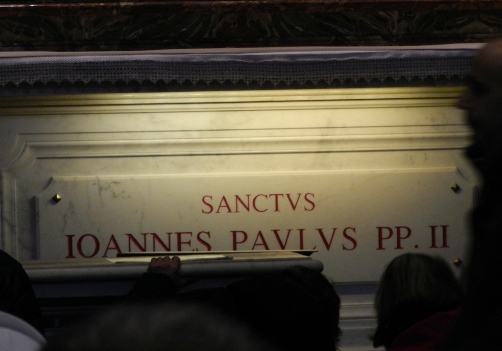 SANCTVS
IOANNES PAVLVS PP. II